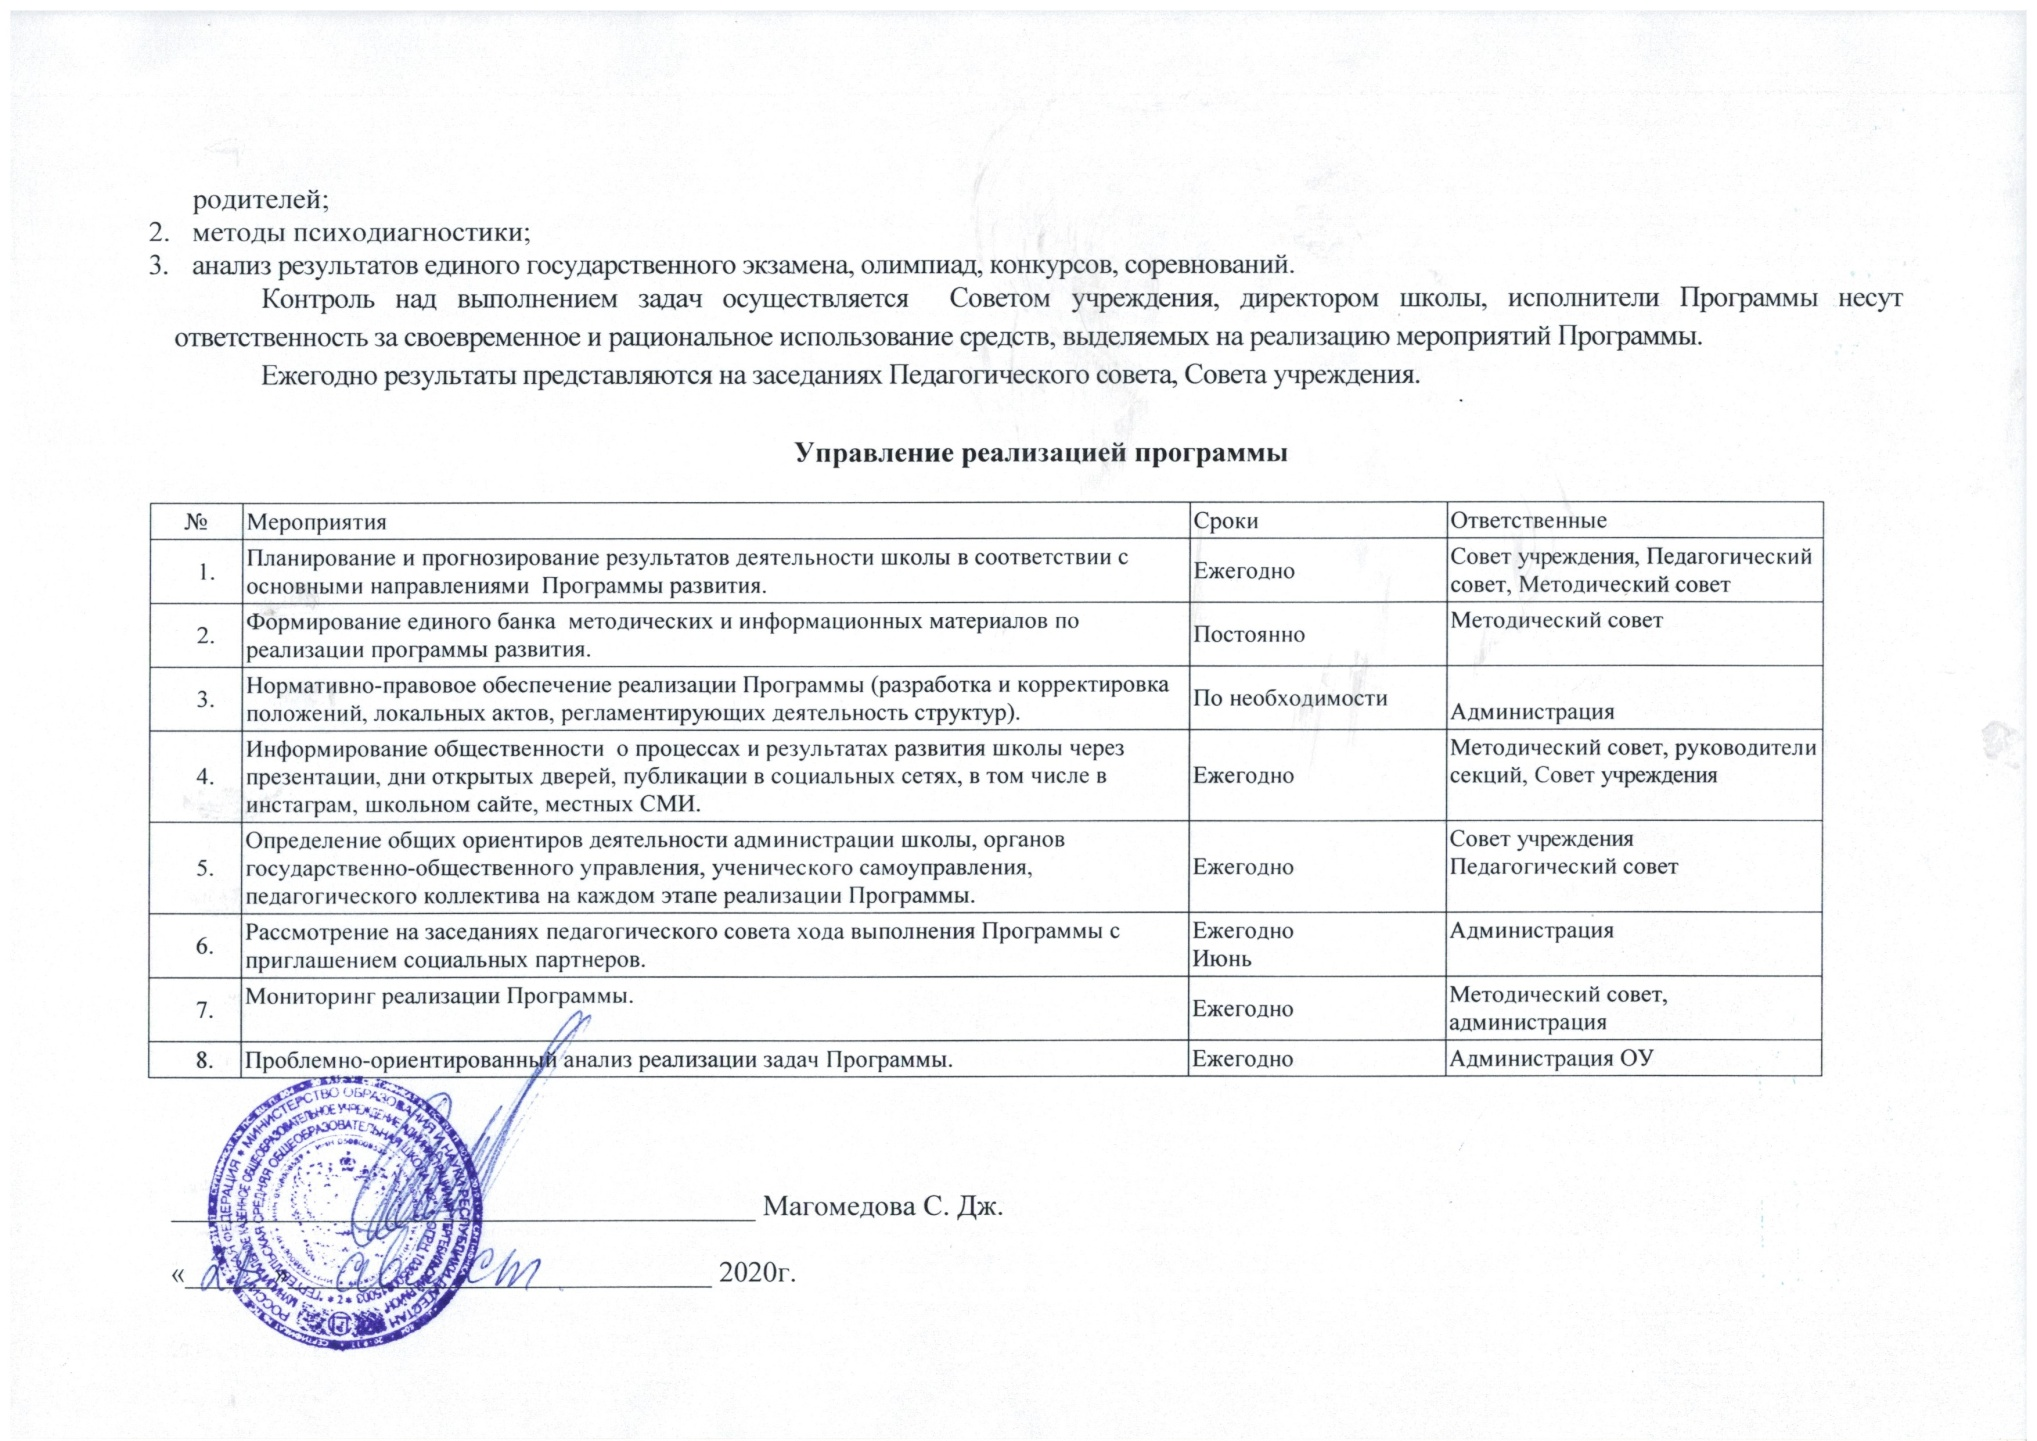 родителей;
2. методы психодиагностики;
3. анализ результатов единого государственного экзамена, олимпиад, конкурсов, соревнований.
Контроль над выполнением задач осуществляется Советом учреждения, директором школы, исполнители Программы несут
ответственность за своевременное и рациональное использование средств, выделяемых на реализацию мероприятий Программы.
Ежегодно результаты представляются на заседаниях Педагогического совета, Совета учреждения.
Управление реализацией программы
№ Мероприятия Сроки Ответственные
1. Планирование и прогнозирование результатов деятельности школы в соответствии с
основными направлениями Программы развития.
Ежегодно
Совет учреждения, Педагогический
совет, Методический совет
2. Формирование единого банка методических и информационных материалов по
реализации программы развития.
Постоянно
Методический совет
3. Нормативно-правовое обеспечение реализации Программы (разработка и корректировка
положений, локальных актов, регламентирующих деятельность структур).
По необходимости
Администрация
4. Информирование общественности о процессах и результатах развития школы через
презентации, дни открытых дверей, публикации в социальных сетях, в том числе в
инстаграм, школьном сайте, местных СМИ.
Ежегодно
Методический совет, руководители
секций, Совет учреждения
5. Определение общих ориентиров деятельности администрации школы, органов
государственно-общественного управления, ученического самоуправления,
педагогического коллектива на каждом этапе реализации Программы.
Ежегодно
Совет учреждения
Педагогический совет
6. Рассмотрение на заседаниях педагогического совета хода выполнения Программы с
приглашением социальных партнеров.
Ежегодно
Июнь
Администрация
7. Мониторинг реализации Программы.
Ежегодно
Методический совет,
администрация
8. Проблемно-ориентированный анализ реализации задач Программы.
Ежегодно
Администрация ОУ
РОССИЙСКАЯ ФЕДЕРАЦИЯ * МИНИСТЕРСТВО ОБРАЗОВАНИЯ И НАУКИ РЕСПУБЛИКИ ДАГЕСТАН
Магомедова С. Дж.
« август 2020г.